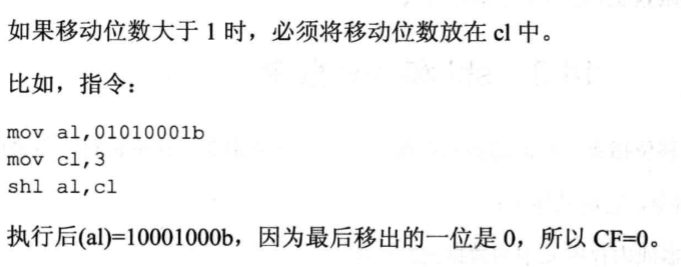 如果移动位数大于 1 时，必须将移动位数放在 cl 中。
比如，指令：
mov al,01010001b
mov cl,3
shl al,cl
执行后(al)=10001000b，因为最后移出的一位是 0，所以 CF=0。